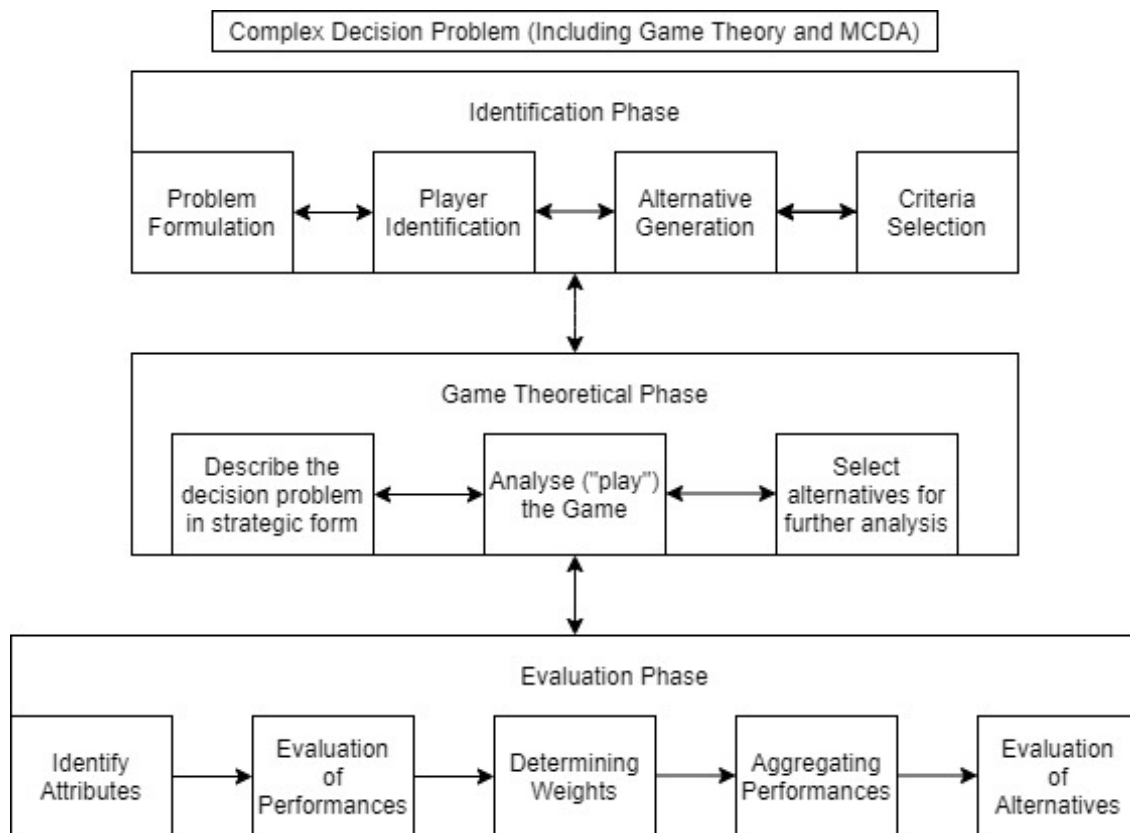 Complex Decision Problem (Including Game Theory and MCDA)
Identification Phase
Problem
Formulation
Player
Identification
Alternative
Generation
Criteria
Selection
Game Theoretical Phase
Describe the
decision problem
in strategic form
Analyse ("play")
the Game
Select
alternatives for
further analysis
Evaluation Phase
Identify
Attributes
Evaluation
of
Performances
Determining
Weights
Aggregating
Performances
Evaluation
of
Alternatives